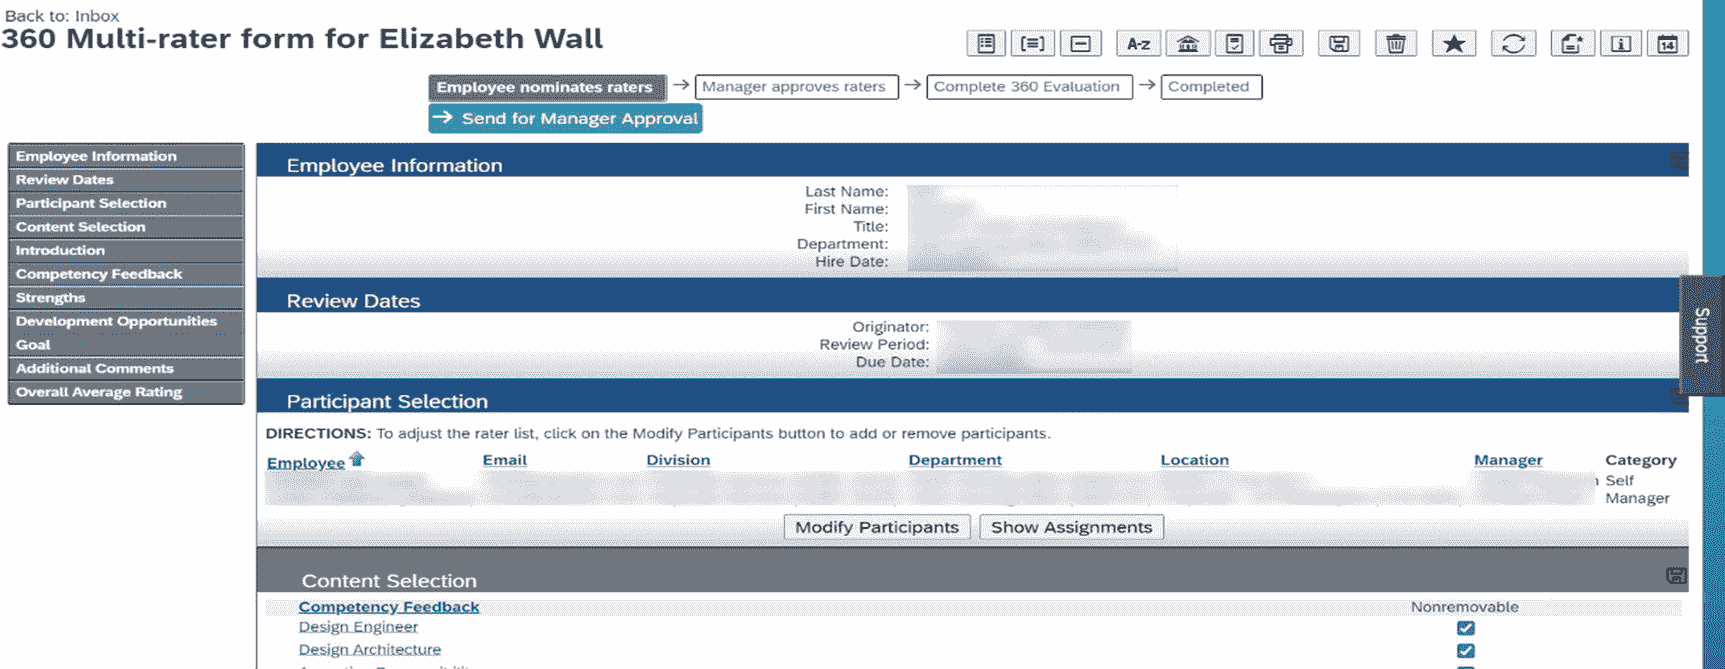 Back to: Inbox
360 Multi-rater form for Elizabeth Wall
A-Z
14
Employee nominates raters → Manager approves raters → Complete 360 Evaluation → Completed
→ Send for Manager Approval
Employee Information
Review Dates
Participant Selection
Content Selection
Introduction
Competency Feedback
Strengths
Development Opportunities
Goal
Additional Comments
Overall Average Rating
Employee Information
Last Name:
First Name:
Title:
Department:
Hire Date:
Review Dates
Originator:
Review Period:
Due Date:
Support
Participant Selection
DIRECTIONS: To adjust the rater list, click on the Modify Participants button to add or remove participants.
Employee Email Division Department Location Manager Category
Self
Manager
Modify Participants Show Assignments
Content Selection
Competency Feedback Nonremovable
Design Engineer
Design Architecture